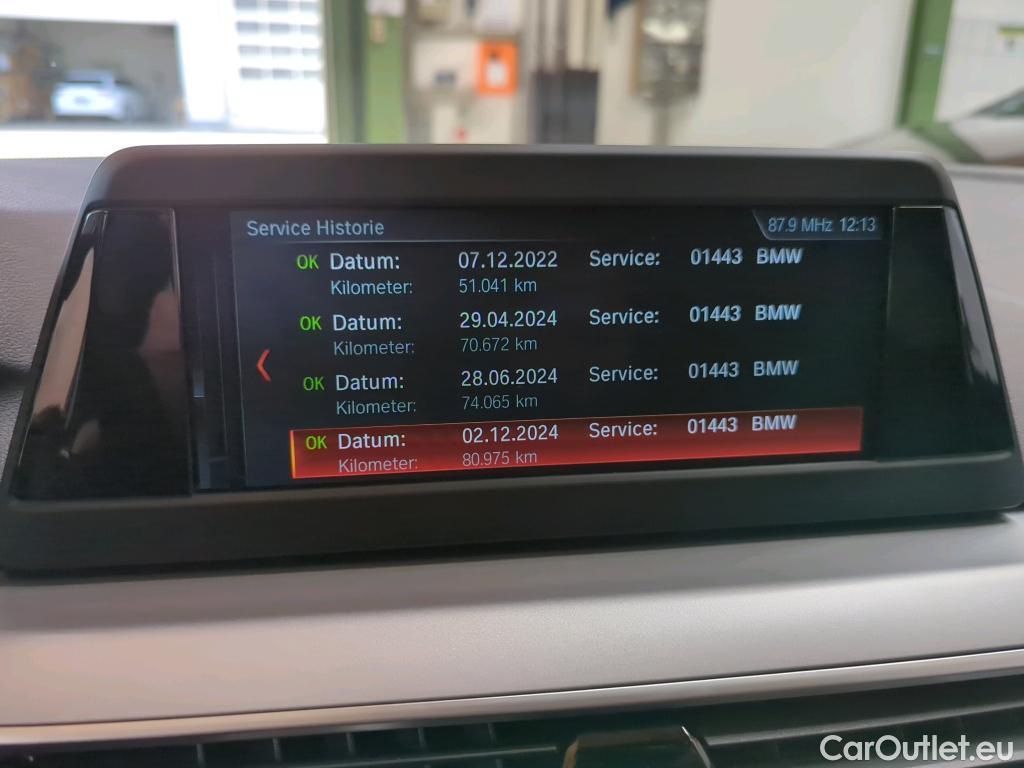 Service Historie 87.9 MHz 12:13
OK Datum: 07.12.2022 Service: 01443 BMW
Kilometer: 51.041 km
OK Datum: 29.04.2024 Service: 01443 BMW
Kilometer: 70.672 km
OK Datum: 28.06.2024 Service: 01443 BMW
Kilometer: 74.065 km
OK Datum: 02.12.2024 Service: 01443 BMW
Kilometer: 80.975 km
CarOutlet.eu